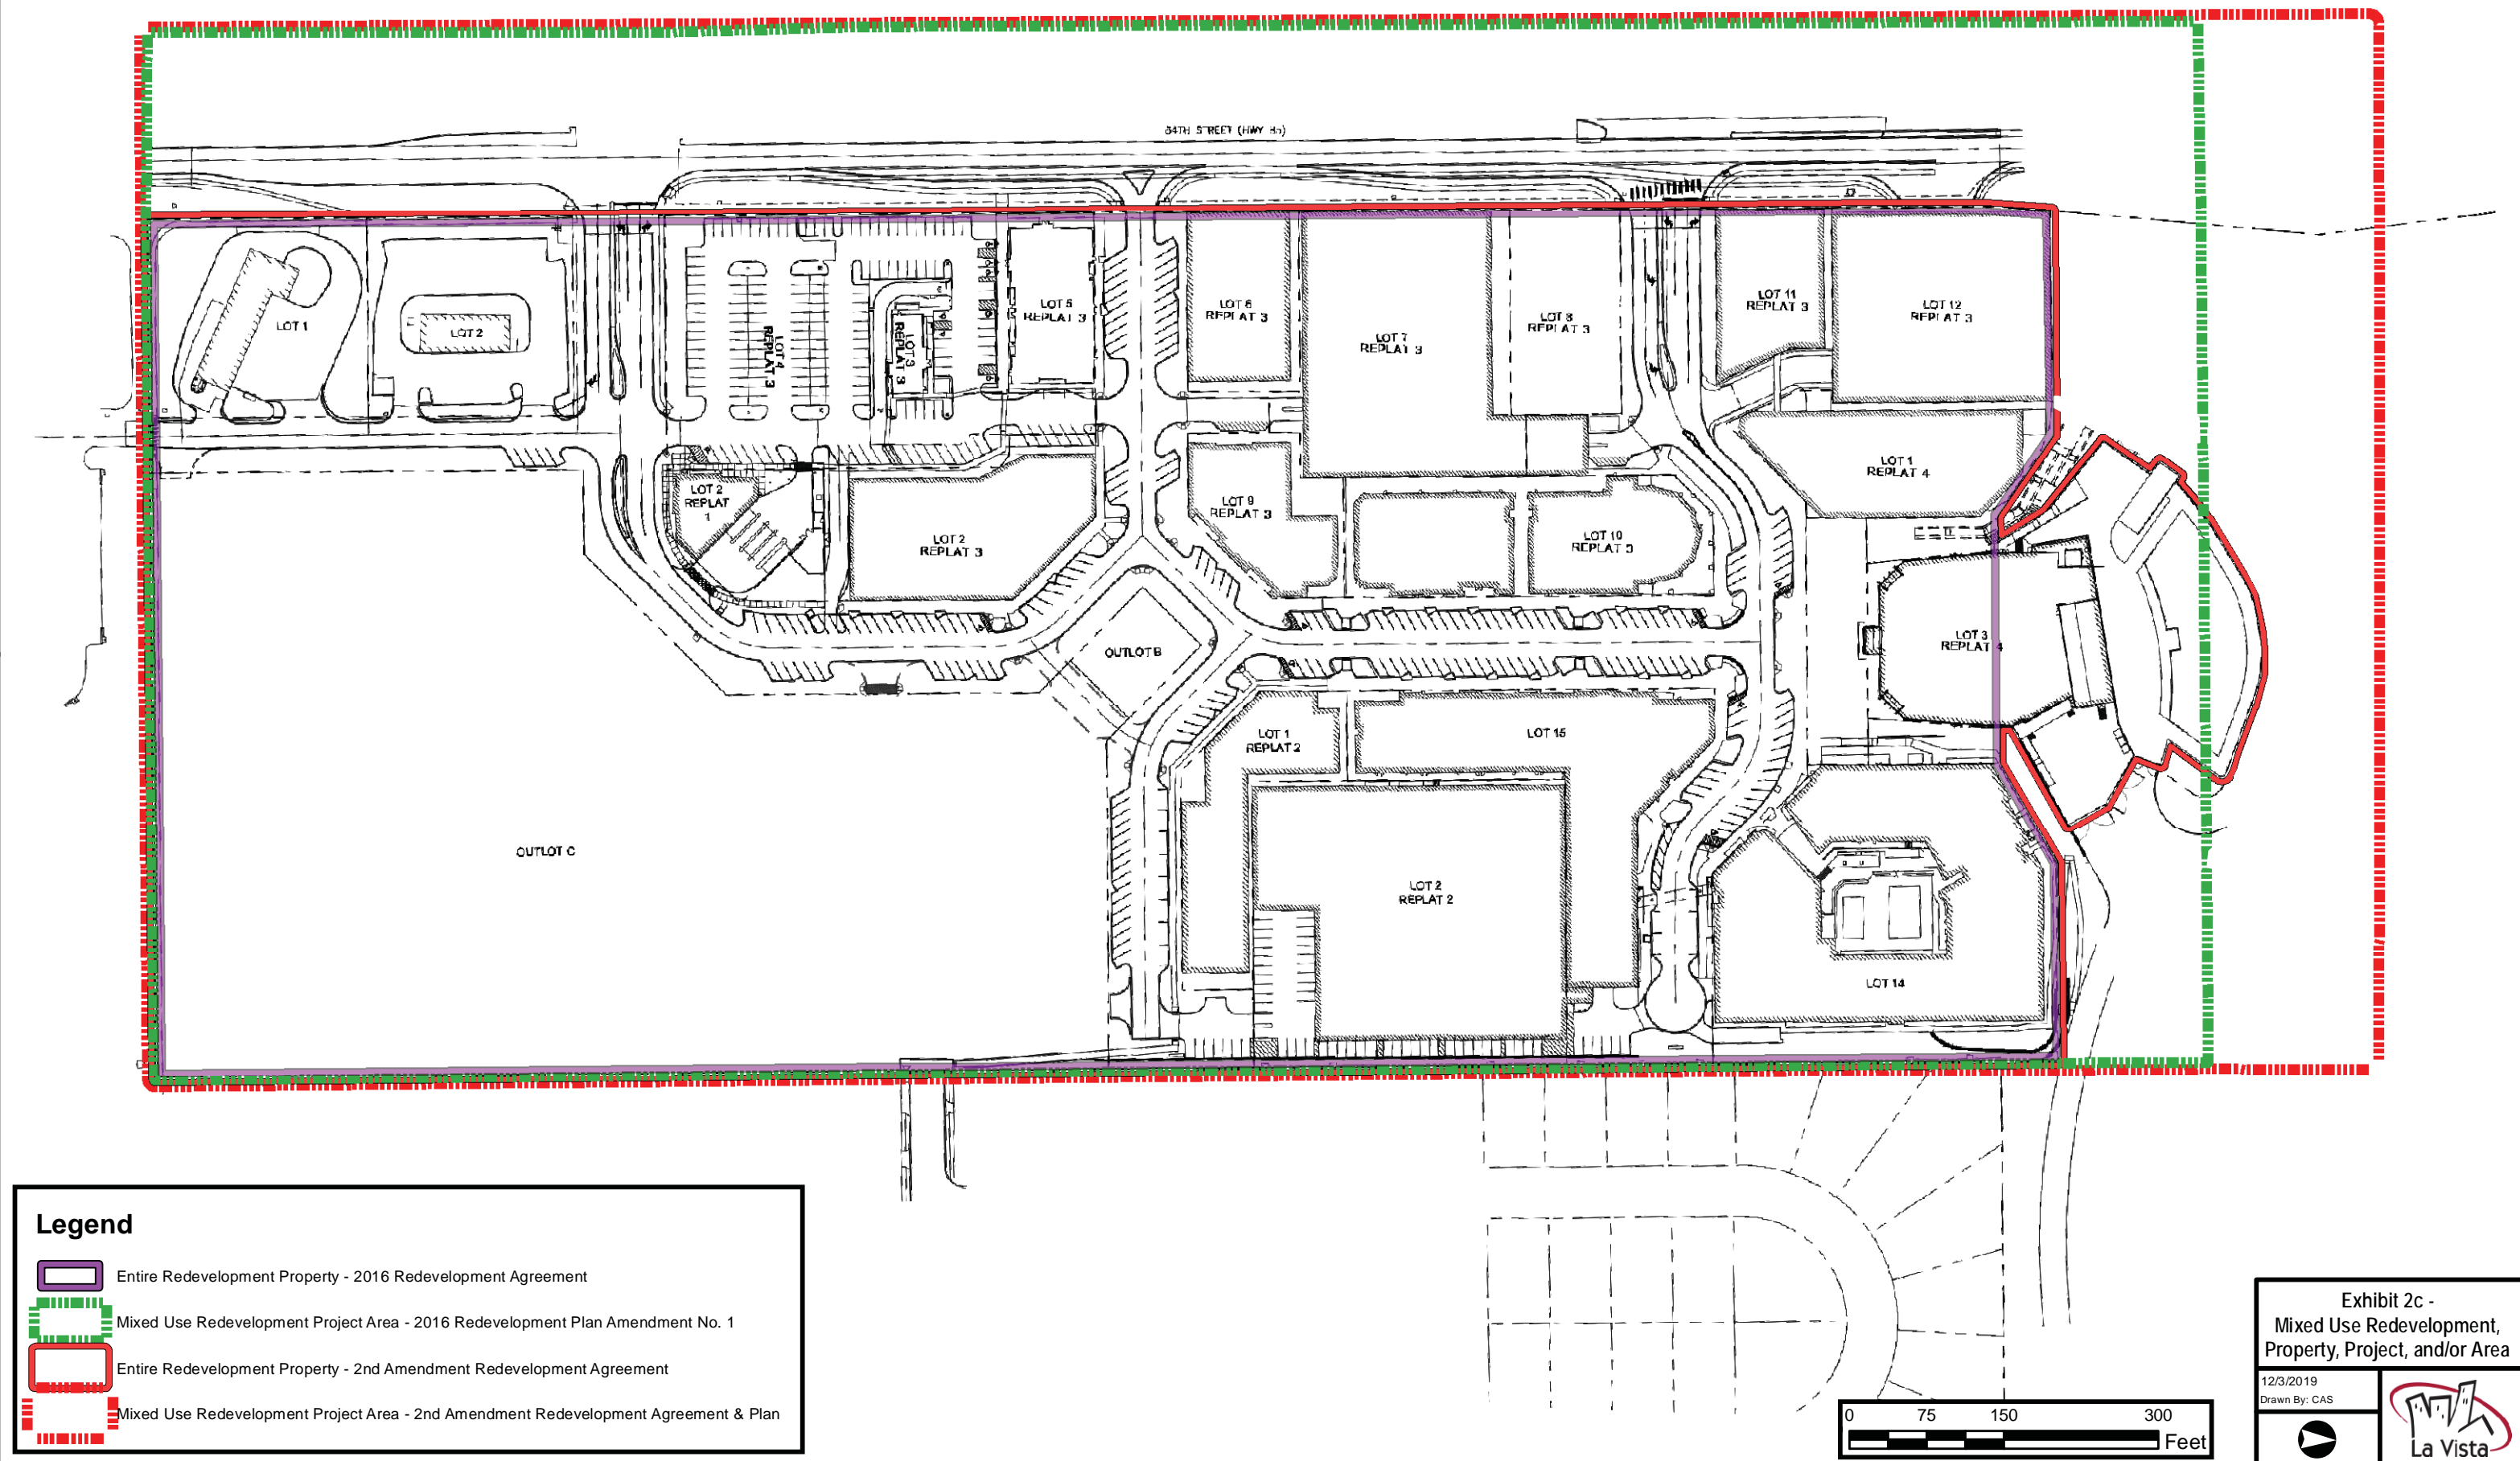 84TH STREET (HWY 85)
LOT 1
LOT 2
LOT 4
REPLAT 3
LOT 3
REPLAT 3
LOT 5
REPLAT 3
LOT 6
REPLAT 3
LOT 7
REPLAT 3
LOT 8
REPLAT 3
LOT 11
REPLAT 3
LOT 12
REPLAT 3
LOT 2
REPLAT
1
LOT 2
REPLAT 3
LOT 9
REPLAT 3
LOT 10
REPLAT 3
LOT 1
REPLAT 4
LOT 3
REPLAT 4
OUTLOT B
LOT 1
REPLAT 2
LOT 15
OUTLOT C
LOT 2
REPLAT 2
LOT 14
Legend
Entire Redevelopment Property - 2016 Redevelopment Agreement
Mixed Use Redevelopment Project Area - 2016 Redevelopment Plan Amendment No. 1
Entire Redevelopment Property - 2nd Amendment Redevelopment Agreement
Mixed Use Redevelopment Project Area - 2nd Amendment Redevelopment Agreement & Plan
0 75 150 300
Feet
Exhibit 2c -
Mixed Use Redevelopment,
Property, Project, and/or Area
12/3/2019
Drawn By: CAS
La Vista